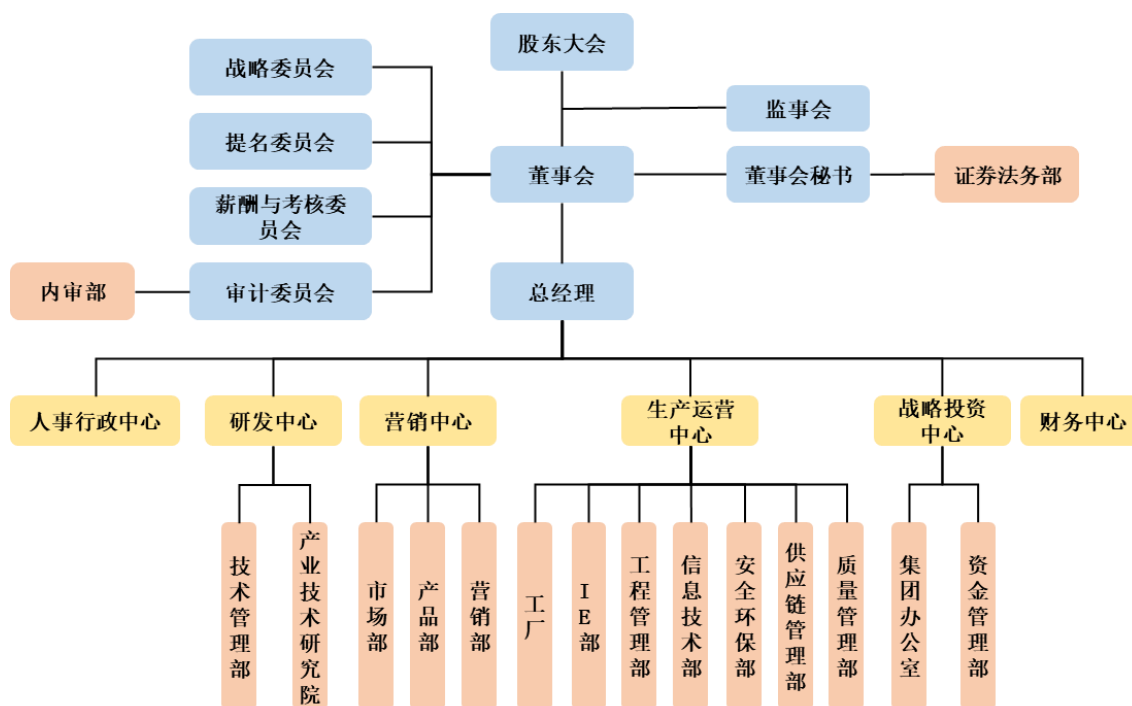 股东大会
战略委员会
监事会
提名委员会
董事会
董事会秘书
证券法务部
薪酬与考核委
员会
内审部
审计委员会
总经理
人事行政中心
研发中心
营销中心
生产运营
中心
战略投资
中心
财务中心
技术管理部
产业技术研究院
市场部
产品部
营销部
工厂
IE部
工程管理部
信息技术部
安全环保部
供应链管理部
质量管理部
集团办公室
资金管理部